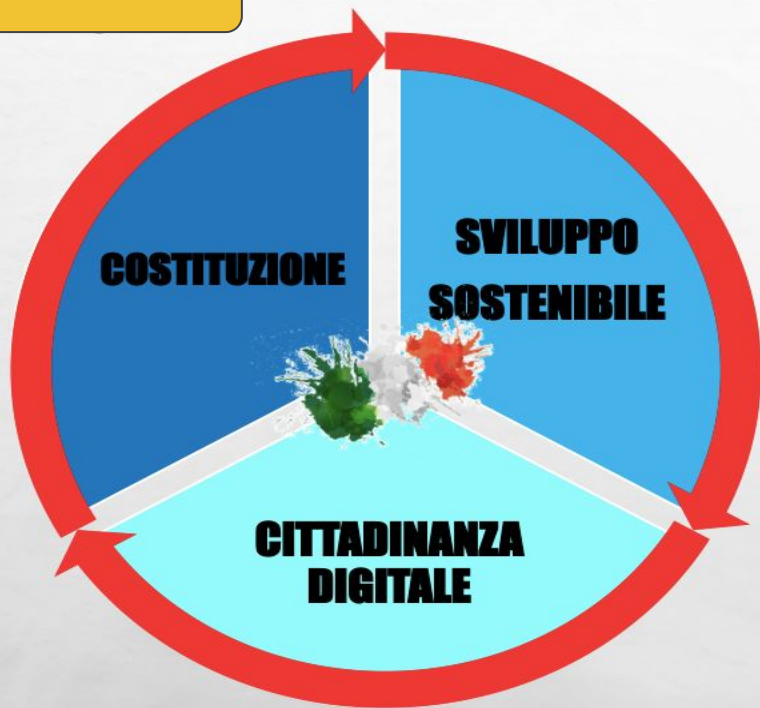 COSTITUZIONE
SVILUPPO
SOSTENIBILE
CITTADINANZA
DIGITALE